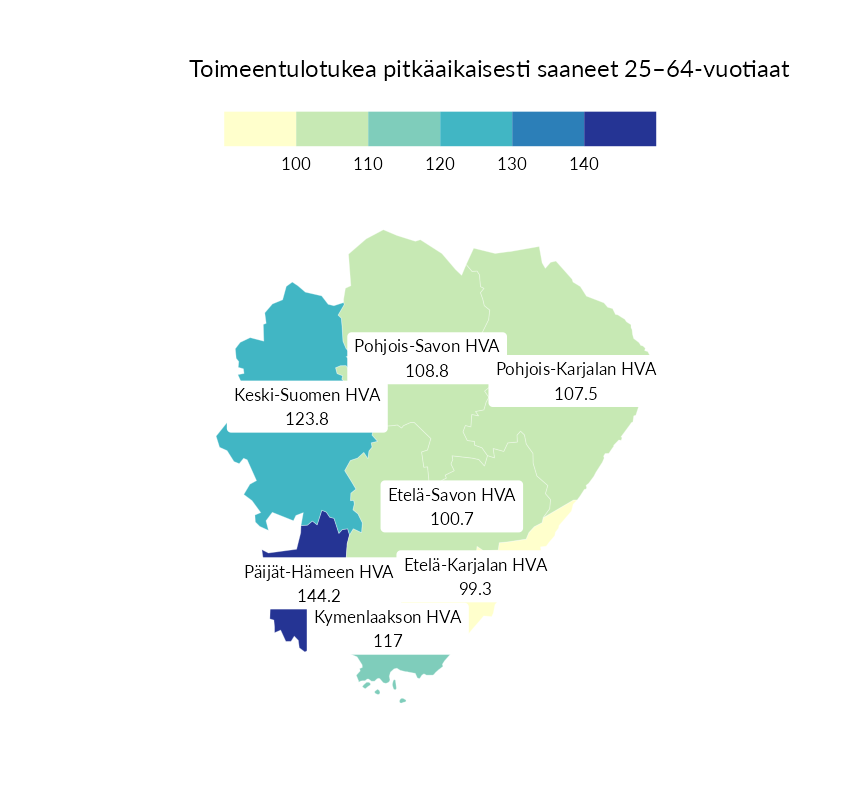 Toimeentulotukea pitkäaikaisesti saaneet 25–64-vuotiaat
100 110 120 130 140
Pohjois-Savon HVA
108.8
Pohjois-Karjalan HVA
107.5
Keski-Suomen HVA
123.8
Etelä-Savon HVA
100.7
Etelä-Karjalan HVA
99.3
Päijät-Hämeen HVA
144.2
Kymenlaakson HVA
117